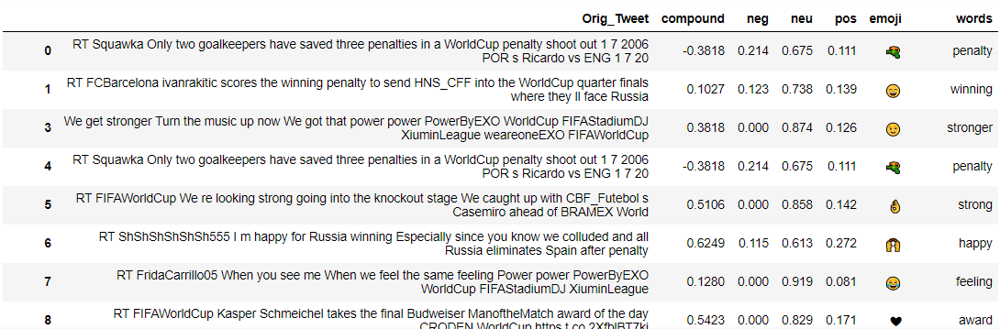 Orig_Tweet compound neg neu pos emoji words
0 RT Squawka Only two goalkeepers have saved three penalties in a WorldCup penalty shoot out 1 7 2006 -0.3818 0.214 0.675 0.111 penalty
POR s Ricardo vs ENG 1 7 20
1 RT FCBarcelona ivanrakitic scores the winning penalty to send HNS_CFF into the WorldCup quarter finals 0.1027 0.123 0.738 0.139 winning
where they ll face Russia
3 We get stronger Turn the music up now We got that power power PowerByEXO WorldCup FIFAStadiumDJ 0.3818 0.000 0.874 0.126 stronger
XiuminLeague weareoneEXO FIFAWorldCup
4 RT Squawka Only two goalkeepers have saved three penalties in a WorldCup penalty shoot out 1 7 2006 -0.3818 0.214 0.675 0.111 penalty
POR s Ricardo vs ENG 1 7 20
5 RT FIFAWorldCup We re looking strong going into the knockout stage We caught up with CBF_Futebol s 0.5106 0.000 0.858 0.142 strong
Casemiro ahead of BRAMEX World
6 RT ShShShShShSh555 I m happy for Russia winning Especially since you know we colluded and all 0.6249 0.115 0.613 0.272 happy
Russia eliminates Spain after penalty
7 RT FridaCarrillo05 When you see me When we feel the same feeling Power power PowerByEXO 0.1280 0.000 0.919 0.081 feeling
WorldCup FIFAStadiumDJ XiuminLeague
8 RT FIFAWorldCup Kasper Schmeichel takes the final Budweiser ManoftheMatch award of the day 0.5423 0.000 0.829 0.171 award
CRODEN WorldCup https t co